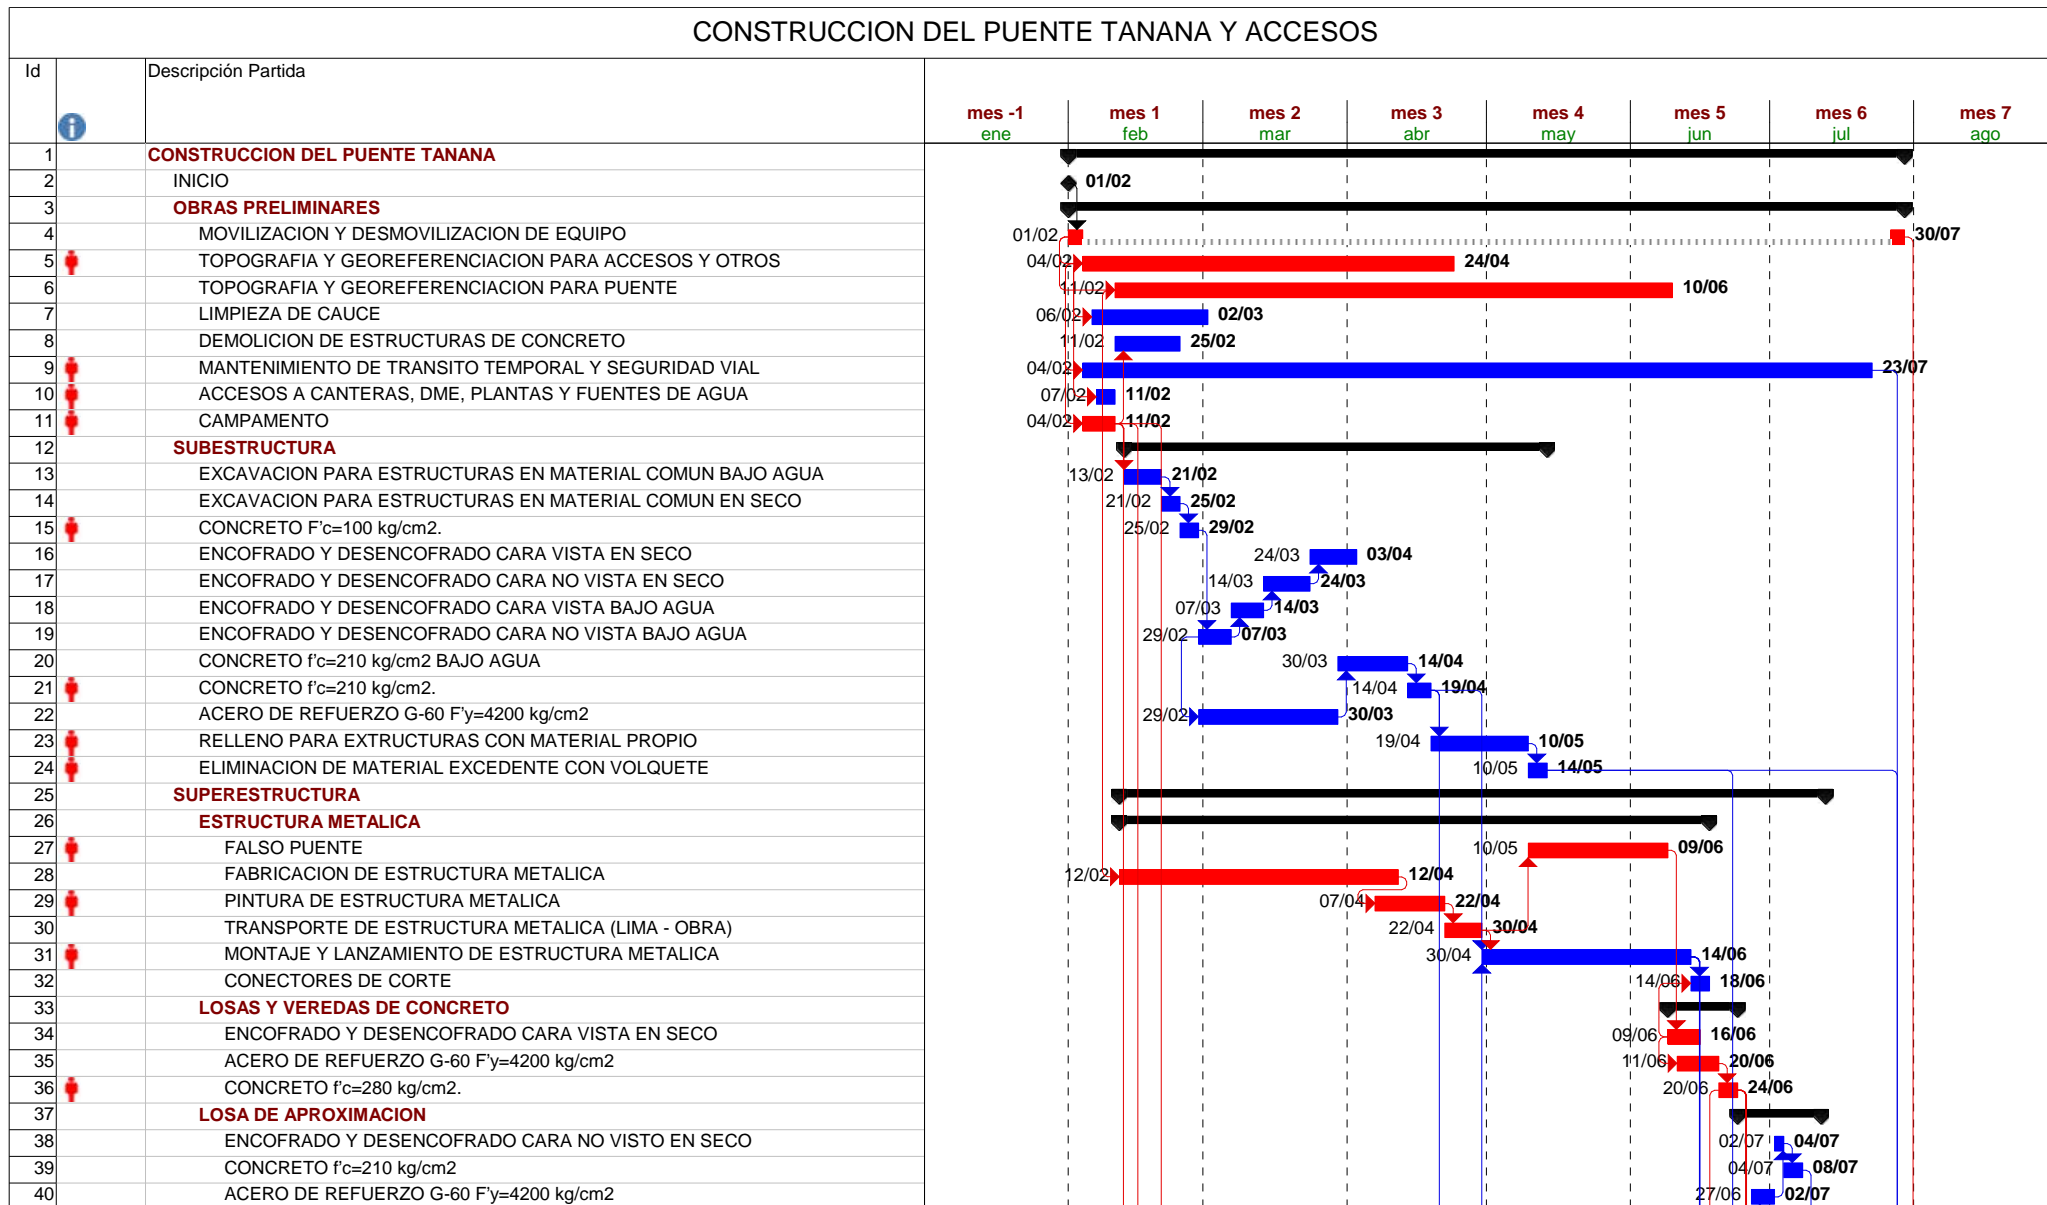 CONSTRUCCION DEL PUENTE TANANA Y ACCESOS
Id Descripción Partida
mes -1 mes 1 mes 2 mes 3 mes 4 mes 5 mes 6 mes 7
ene feb mar abr may jun jul ago
1 CONSTRUCCION DEL PUENTE TANANA
2 INICIO 01/02
3 OBRAS PRELIMINARES
4 MOVILIZACION Y DESMOVILIZACION DE EQUIPO 01/02 30/07
5 TOPOGRAFIA Y GEOREFERENCIACION PARA ACCESOS Y OTROS 04/02 24/04
6 TOPOGRAFIA Y GEOREFERENCIACION PARA PUENTE 11/02 10/06
7 LIMPIEZA DE CAUCE 06/02 02/03
8 DEMOLICION DE ESTRUCTURAS DE CONCRETO 11/02 25/02
9 MANTENIMIENTO DE TRANSITO TEMPORAL Y SEGURIDAD VIAL 04/02 23/07
10 ACCESOS A CANTERAS, DME, PLANTAS Y FUENTES DE AGUA 07/02 11/02
11 CAMPAMENTO 04/02 11/02
12 SUBESTRUCTURA
13 EXCAVACION PARA ESTRUCTURAS EN MATERIAL COMUN BAJO AGUA 13/02 21/02
14 EXCAVACION PARA ESTRUCTURAS EN MATERIAL COMUN EN SECO 21/02 25/02
15 CONCRETO F'c=100 kg/cm2. 25/02 29/02
16 ENCOFRADO Y DESENCOFRADO CARA VISTA EN SECO 24/03 03/04
17 ENCOFRADO Y DESENCOFRADO CARA NO VISTA EN SECO 14/03 24/03
18 ENCOFRADO Y DESENCOFRADO CARA VISTA BAJO AGUA 07/03 14/03
19 ENCOFRADO Y DESENCOFRADO CARA NO VISTA BAJO AGUA 29/02 07/03
20 CONCRETO f'c=210 kg/cm2 BAJO AGUA 30/03 14/04
21 CONCRETO f'c=210 kg/cm2. 14/04 19/04
22 ACERO DE REFUERZO G-60 F'y=4200 kg/cm2 29/02 30/03
23 RELLENO PARA EXTRUCTURAS CON MATERIAL PROPIO 19/04 10/05
24 ELIMINACION DE MATERIAL EXCEDENTE CON VOLQUETE 10/05 14/05
25 SUPERESTRUCTURA
26 ESTRUCTURA METALICA
27 FALSO PUENTE 10/05 09/06
28 FABRICACION DE ESTRUCTURA METALICA 12/02 12/04
29 PINTURA DE ESTRUCTURA METALICA 07/04 22/04
30 TRANSPORTE DE ESTRUCTURA METALICA (LIMA - OBRA) 22/04 30/04
31 MONTAJE Y LANZAMIENTO DE ESTRUCTURA METALICA 30/04 14/06
32 CONECTORES DE CORTE 14/06 18/06
33 LOSAS Y VEREDAS DE CONCRETO
34 ENCOFRADO Y DESENCOFRADO CARA VISTA EN SECO 09/06 16/06
35 ACERO DE REFUERZO G-60 F'y=4200 kg/cm2 11/06 20/06
36 CONCRETO f'c=280 kg/cm2. 20/06 24/06
37 LOSA DE APROXIMACION
38 ENCOFRADO Y DESENCOFRADO CARA NO VISTO EN SECO 02/07 04/07
39 CONCRETO f'c=210 kg/cm2 04/07 08/07
40 ACERO DE REFUERZO G-60 F'y=4200 kg/cm2 27/06 02/07